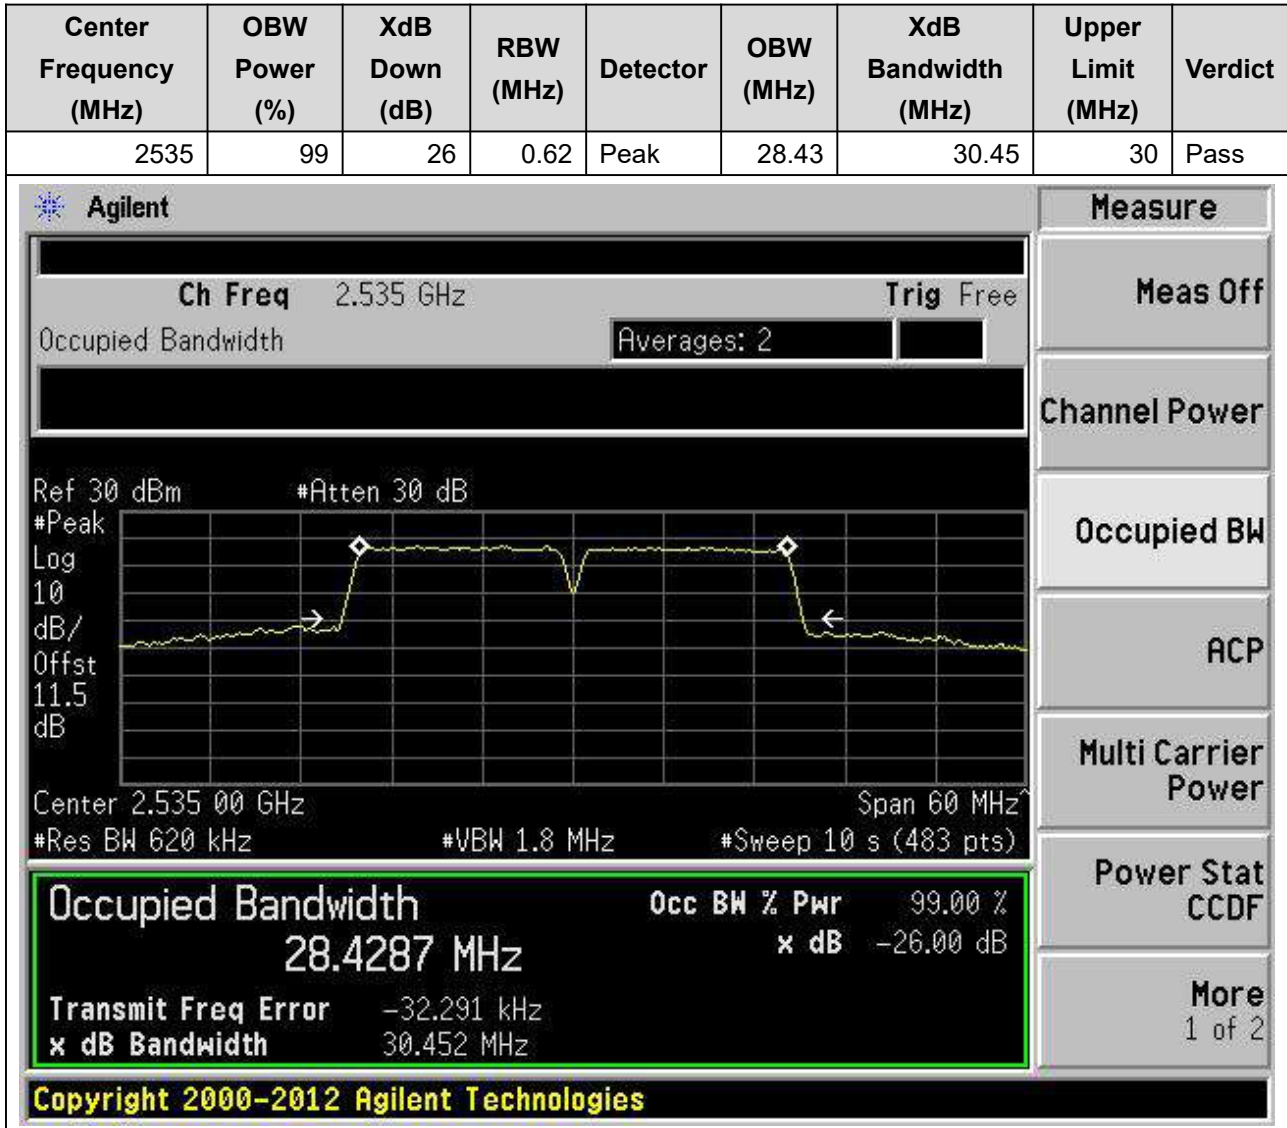 Center Frequency (MHz) OBW Power (%) XdB Down (dB) RBW (MHz) Detector OBW (MHz) XdB Bandwidth (MHz) Upper Limit (MHz) Verdict
2535 99 26 0.62 Peak 28.43 30.45 30 Pass
Agilent
Measure
Ch Freq 2.535 GHz Trig Free
Meas Off
Occupied Bandwidth Averages: 2
Channel Power
Ref 30 dBm #Atten 30 dB
#Peak
Log
10
dB/
Offst
11.5
dB
Occupied BW
ACP
Multi Carrier
Power
Center 2.535 00 GHz Span 60 MHz^
#Res BW 620 kHz #VBW 1.8 MHz #Sweep 10 s (483 pts)
Power Stat
CCDF
Occupied Bandwidth Occ BW % Pwr 99.00 %
28.4287 MHz x dB -26.00 dB
Transmit Freq Error -32.291 kHz
x dB Bandwidth 30.452 MHz
More
1 of 2
Copyright 2000-2012 Agilent Technologies